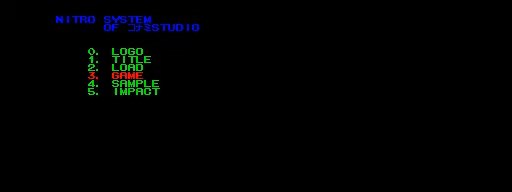 NITRO SYSTEM
OF コナSSTUDIO
0. LOGO
1. TITLE
2. LOAD
3. GAME
4. SAMPLE
5. IMPACT